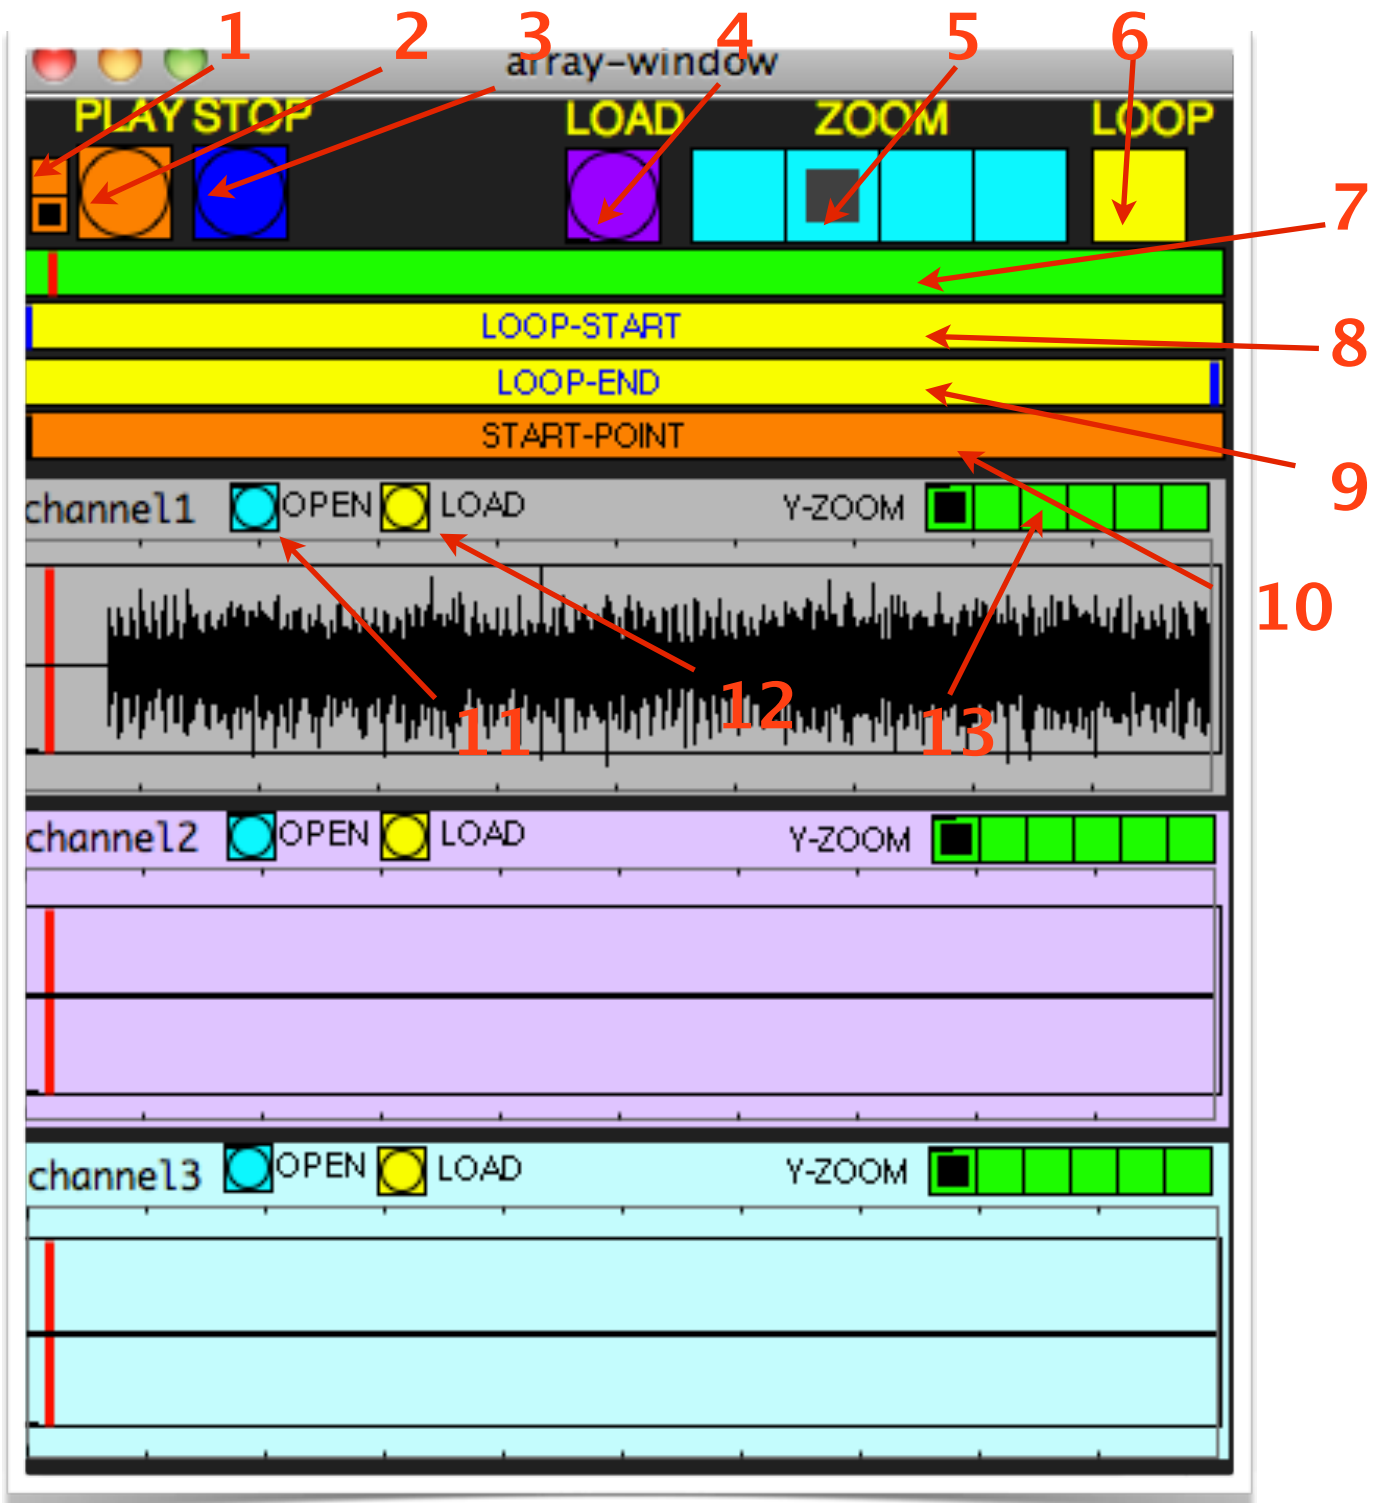 1 2 3 4 5 6
array-window
PLAY STOP LOAD ZOOM LOOP
7
LOOP-START
8
LOOP-END
START-POINT
9
channel1 OPEN LOAD Y-ZOOM
10
11 12 13
channel2 OPEN LOAD Y-ZOOM
channel3 OPEN LOAD Y-ZOOM